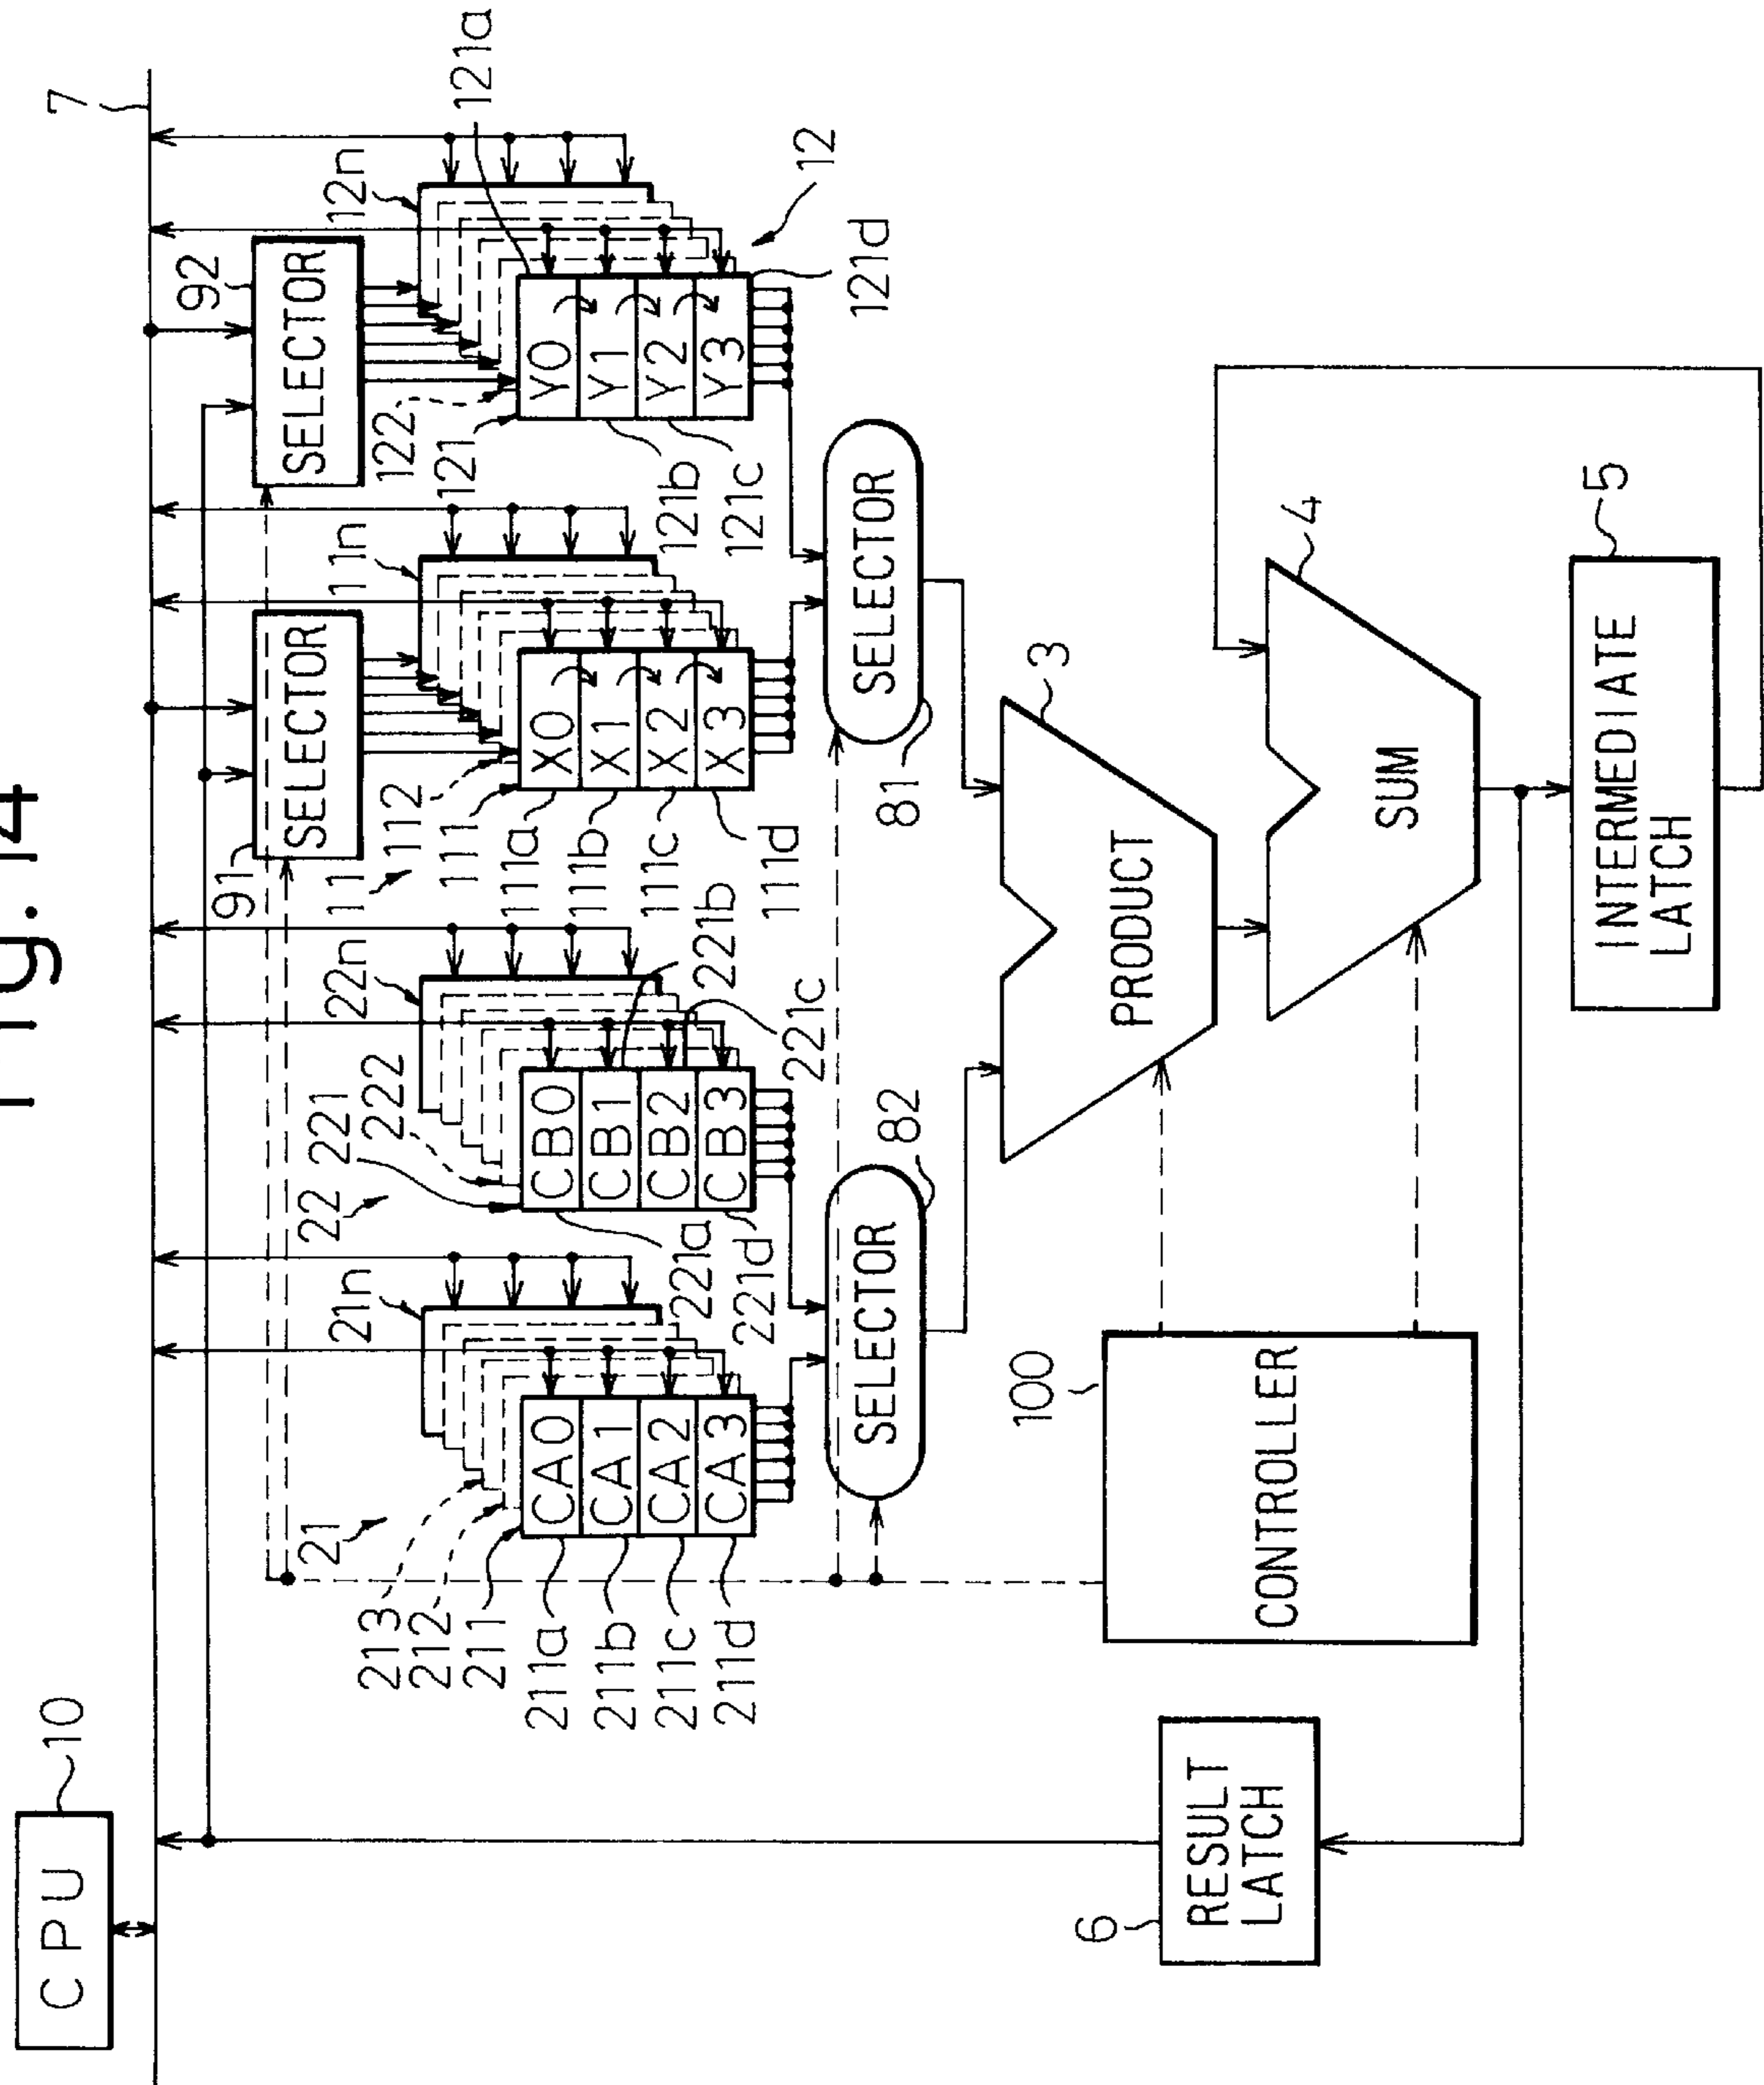 Fig. 14
CPU
10
7
SELECTOR
91
SELECTOR
92
21
213
212
211
21n
CA0
CA1
CA2
CA3
211a
211b
211c
211d
22
221
222
22n
CB0
CB1
CB2
CB3
221a
221b
221c
221d
11
111
112
11n
X0
X1
X2
X3
111a
111b
111c
111d
12
121
122
12n
Y0
Y1
Y2
Y3
121a
121b
121c
121d
SELECTOR
82
SELECTOR
81
PRODUCT
3
SUM
4
INTERMEDIATE
LATCH
5
CONTROLLER
100
RESULT
LATCH
6